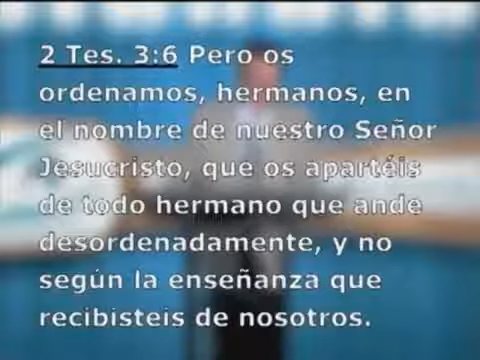 2 Tes. 3:6 Pero os
ordenamos, hermanos, en
el nombre de nuestro Señor
Jesucristo, que os apartéis
de todo hermano que ande
desordenadamente, y no
según la enseñanza que
recibisteis de nosotros.